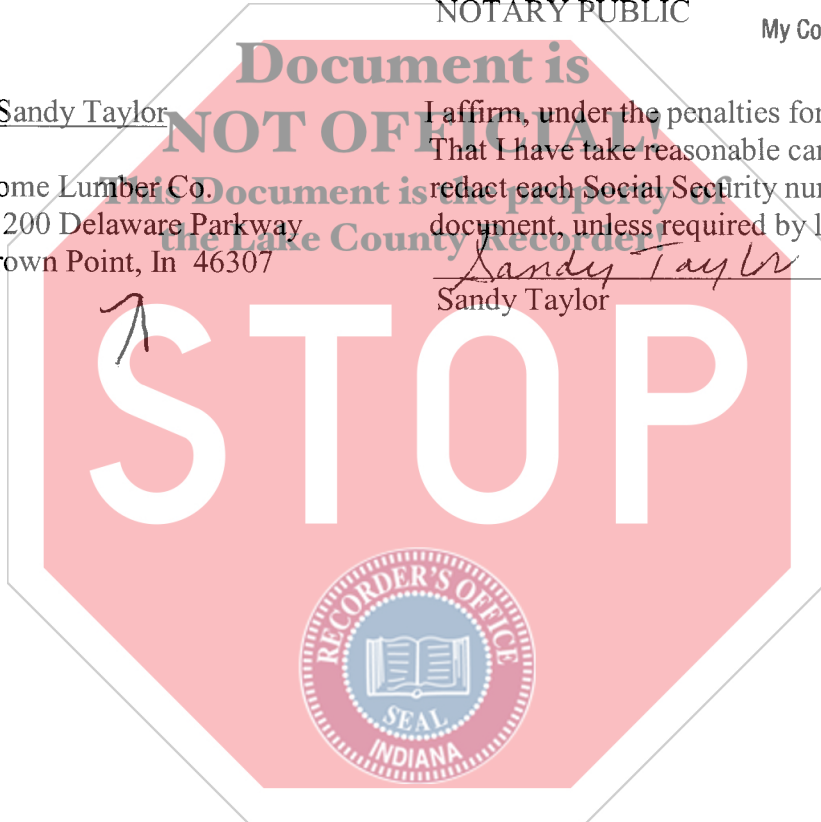 NOTARY PUBLIC
My Co
Document is
Sandy Taylor
NOT OFFICIAL!
I affirm, under the penalties for
That I have take reasonable car
ome Lumber Co.
This Document is the property of
redact each Social Security num
200 Delaware Parkway
the Lake County Recorder!
document, unless required by l
rown Point, In 46307
Sandy Taylor
Sandy Taylor
STOP
RECORDER'S OFFICE
SEAL
INDIANA